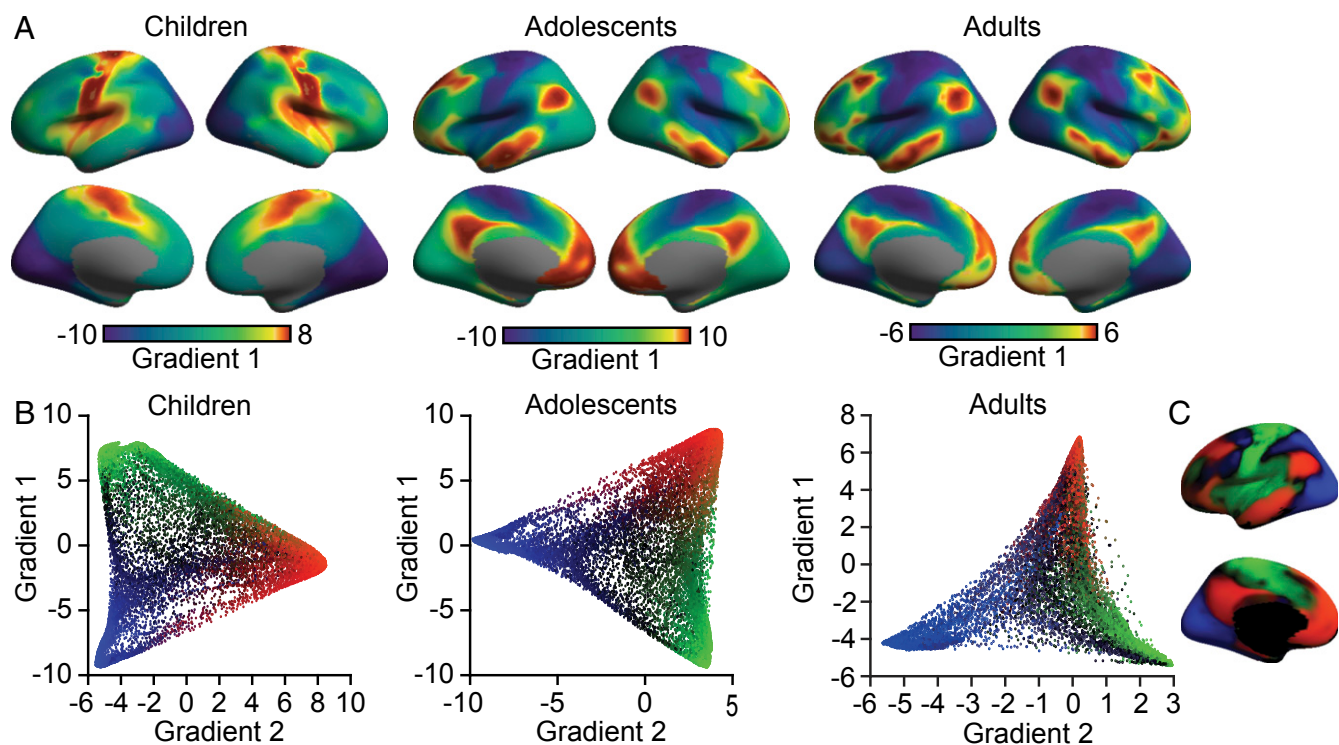 A Children Adolescents Adults
-10 8 -10 10 -6 6
Gradient 1 Gradient 1 Gradient 1
B Children Adolescents Adults C
Gradient 1
10
5
0
-5
-10
-6 -4 -2 0 2 4 6 8 10
Gradient 2
Gradient 1
10
5
0
-5
-10
-10 -5 0 5
Gradient 2
Gradient 1
8
6
4
2
0
-2
-4
-6
-6 -5 -4 -3 -2 -1 0 1 2 3
Gradient 2